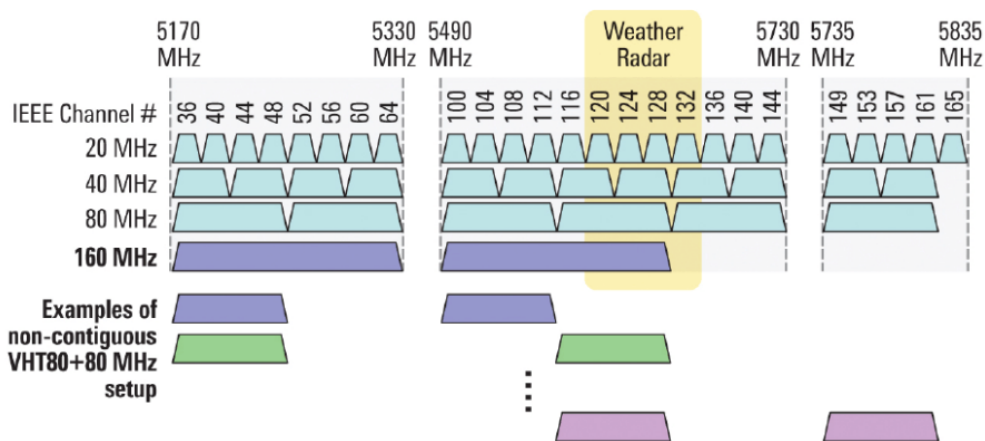 5170 MHz
5330 MHz
5490 MHz
Weather Radar
5730 MHz
5735 MHz
5835 MHz
IEEE Channel # 36 40 44 48 52 56 60 64 100 104 108 112 116 120 124 128 132 136 140 144 149 153 157 161 165
20 MHz
40 MHz
80 MHz
160 MHz
Examples of
non-contiguous
VHT80+80 MHz
setup